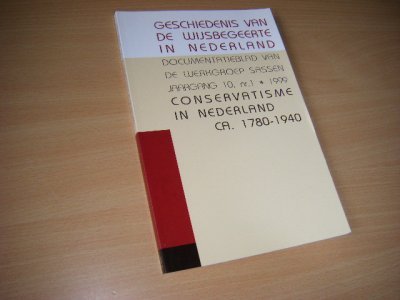 GESCHIEDENIS VAN
DE WIJSBEGEERTE
IN NEDERLAND
DOCUMENTATIEBLAD VAN
DE WERKGROEP SASSEN
JAARGANG 10, nr.1 * 1999
CONSERVATISME
IN NEDERLAND
CA. 1780-1940